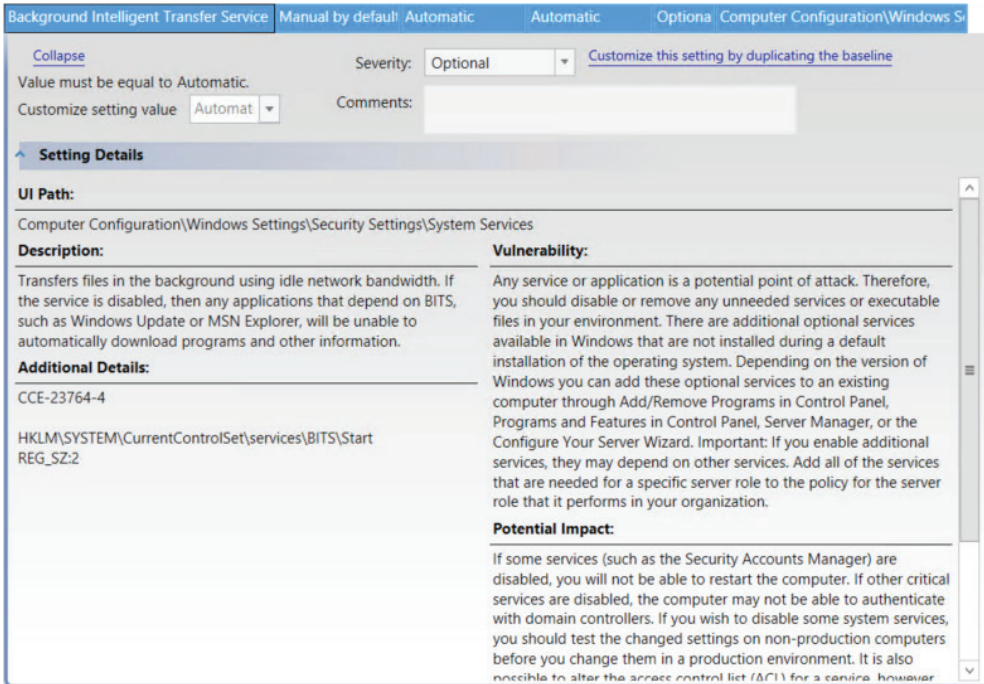 Background Intelligent Transfer Service Manual by default Automatic Automatic Optiona Computer Configuration\Windows Se
Collapse
Severity: Optional
Customize this setting by duplicating the baseline
Value must be equal to Automatic.
Customize setting value Automat
Comments:
Setting Details
UI Path:
Computer Configuration\Windows Settings\Security Settings\System Services
Description:
Transfers files in the background using idle network bandwidth. If
the service is disabled, then any applications that depend on BITS,
such as Windows Update or MSN Explorer, will be unable to
automatically download programs and other information.
Additional Details:
CCE-23764-4
HKLM\SYSTEM\CurrentControlSet\services\BITS\Start
REG_SZ:2
Vulnerability:
Any service or application is a potential point of attack. Therefore,
you should disable or remove any unneeded services or executable
files in your environment. There are additional optional services
available in Windows that are not installed during a default
installation of the operating system. Depending on the version of
Windows you can add these optional services to an existing
computer through Add/Remove Programs in Control Panel,
Programs and Features in Control Panel, Server Manager, or the
Configure Your Server Wizard. Important: If you enable additional
services, they may depend on other services. Add all of the services
that are needed for a specific server role to the policy for the server
role that it performs in your organization.
Potential Impact:
If some services (such as the Security Accounts Manager) are
disabled, you will not be able to restart the computer. If other critical
services are disabled, the computer may not be able to authenticate
with domain controllers. If you wish to disable some system services,
you should test the changed settings on non-production computers
before you change them in a production environment. It is also
possible to alter the access control list (ACL) for a service, however